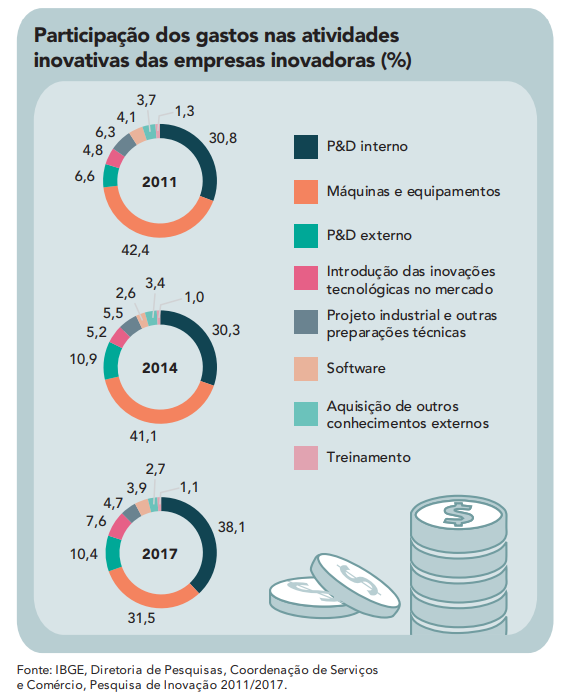 Participação dos gastos nas atividades
inovativas das empresas inovadoras (%)
3,7
1,3
4,1
6,3
30,8
4,8
6,6
2011
42,4
3,4
1,0
2,6
5,5
30,3
5,2
10,9
2014
41,1
2,7
1,1
3,9
4,7
7,6
38,1
10,4
2017
31,5
P&D interno
Máquinas e equipamentos
P&D externo
Introdução das inovações
tecnológicas no mercado
Projeto industrial e outras
preparações técnicas
Software
Aquisição de outros
conhecimentos externos
Treinamento
$
$
Fonte: IBGE, Diretoria de Pesquisas, Coordenação de Serviços
e Comércio, Pesquisa de Inovação 2011/2017.